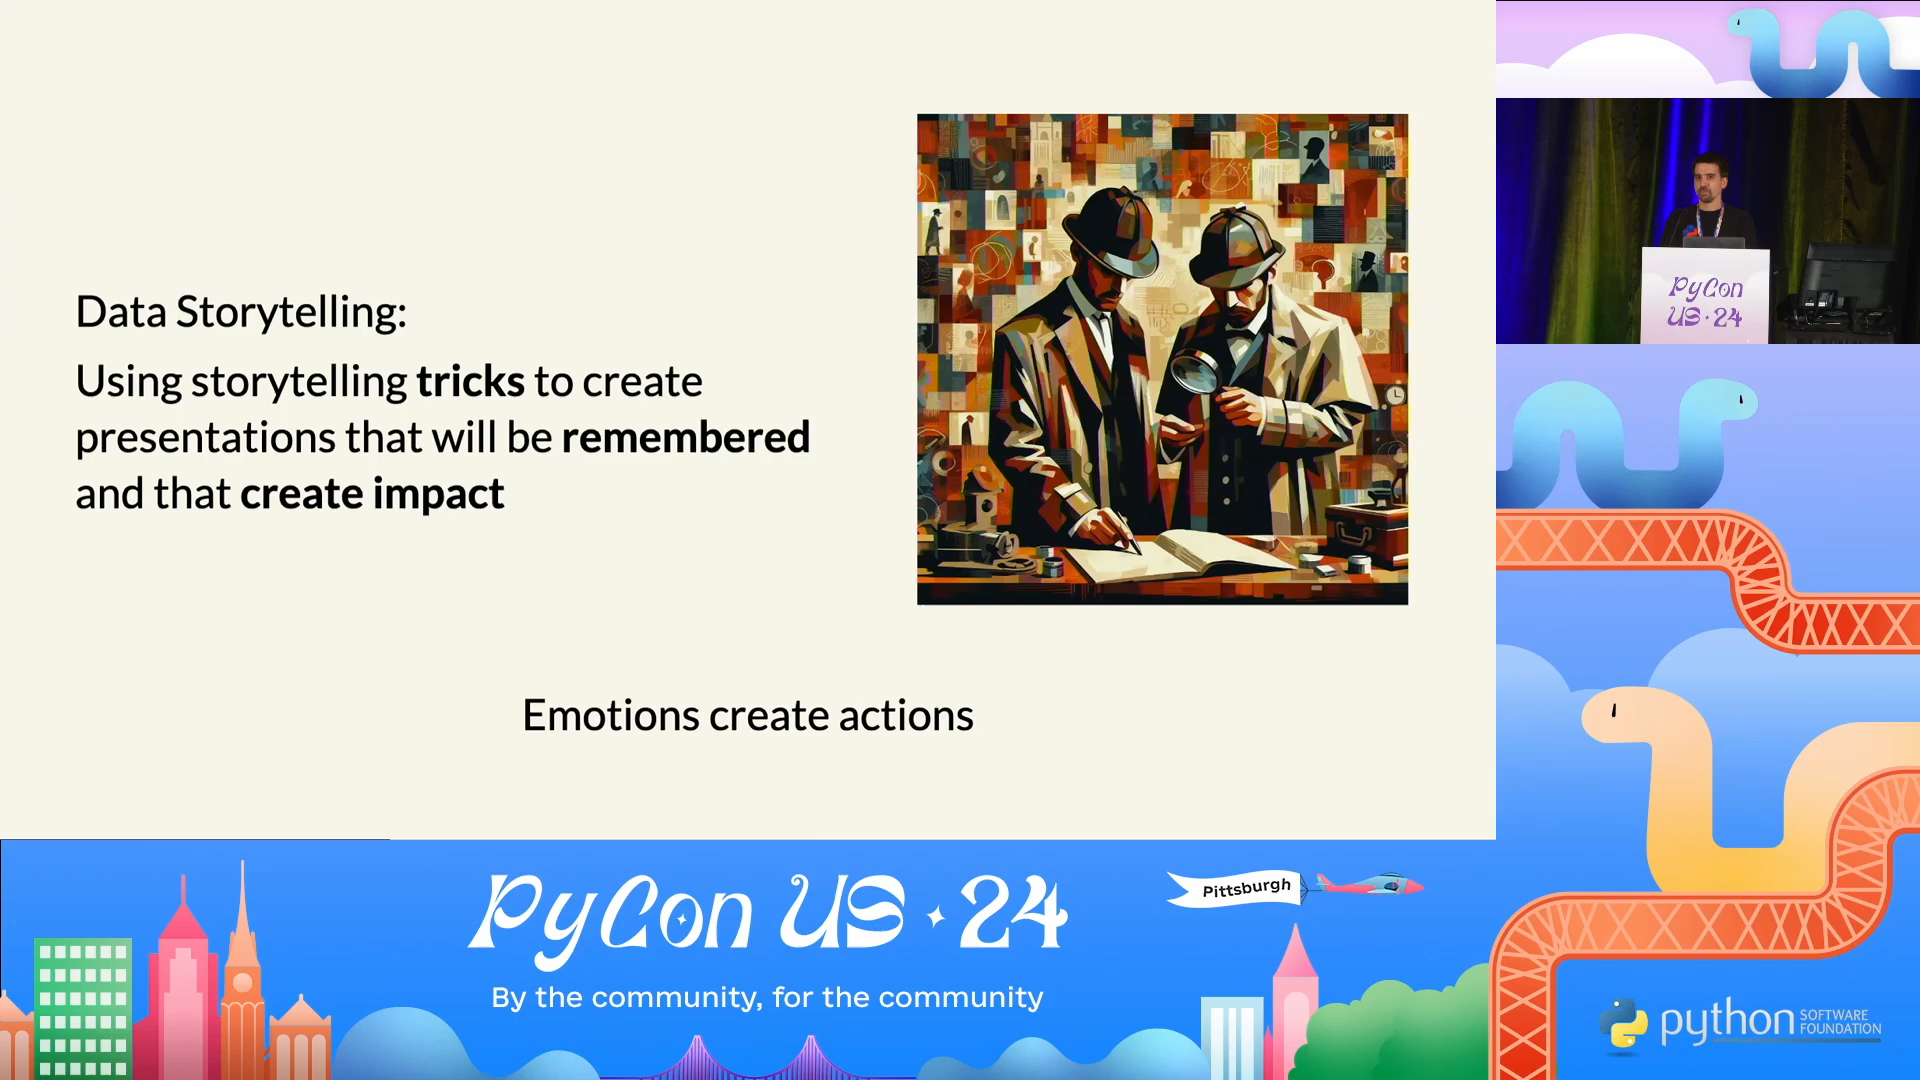 Data Storytelling:
Using storytelling tricks to create
presentations that will be remembered
and that create impact
Emotions create actions
PyCon
US · 24
PyCon US · 24
By the community, for the community
Pittsburgh
python
SOFTWARE
FOUNDATION